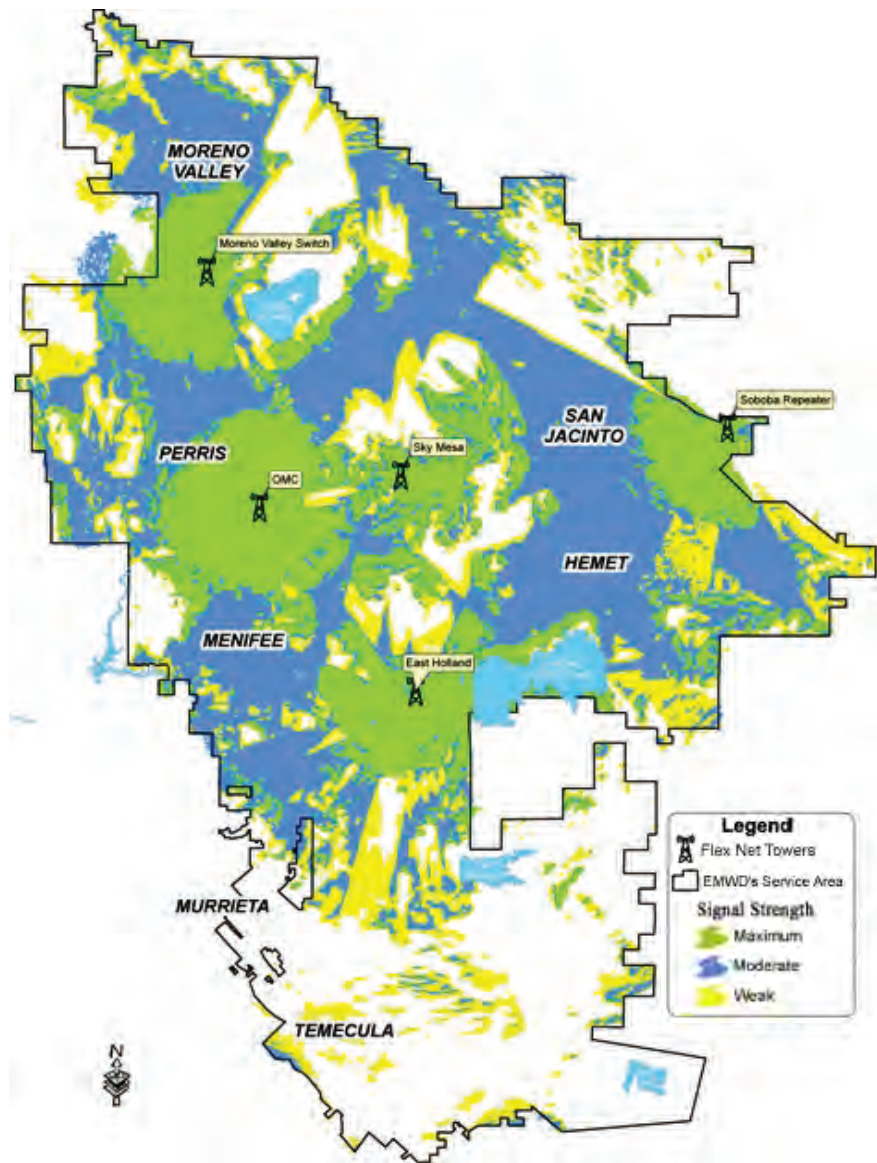 MORENO
VALLEY
Moreno Valley Switch
Soboba Repeater
SAN
JACINTO
Sky Mesa
PERRIS
OMC
HEMET
MENIFEE
East Holland
Legend
Flex Net Towers
EMWD's Service Area
Signal Strength
Maximum
Moderate
Weak
MURRIETA
TEMECULA
N